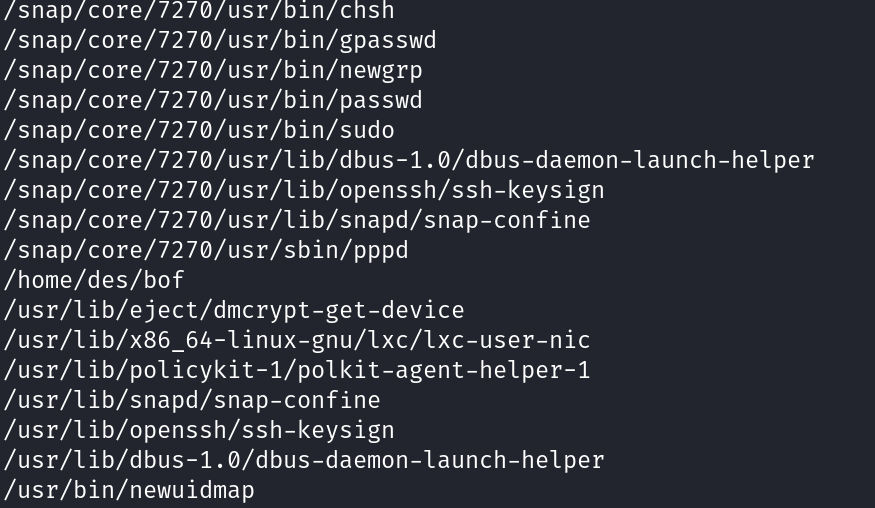 /snap/core/7270/usr/bin/chsh
/snap/core/7270/usr/bin/gpasswd
/snap/core/7270/usr/bin/newgrp
/snap/core/7270/usr/bin/passwd
/snap/core/7270/usr/bin/sudo
/snap/core/7270/usr/lib/dbus-1.0/dbus-daemon-launch-helper
/snap/core/7270/usr/lib/openssh/ssh-keysign
/snap/core/7270/usr/lib/snapd/snap-confine
/snap/core/7270/usr/sbin/pppd
/home/des/bof
/usr/lib/eject/dmcrypt-get-device
/usr/lib/x86_64-linux-gnu/lxc/lxc-user-nic
/usr/lib/policykit-1/polkit-agent-helper-1
/usr/lib/snapd/snap-confine
/usr/lib/openssh/ssh-keysign
/usr/lib/dbus-1.0/dbus-daemon-launch-helper
/usr/bin/newuidmap